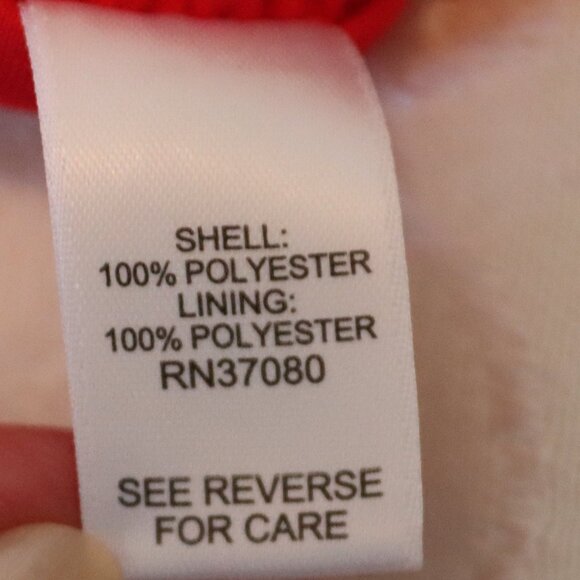 SHELL:
100% POLYESTER
LINING:
100% POLYESTER
RN37080
SEE REVERSE
FOR CARE